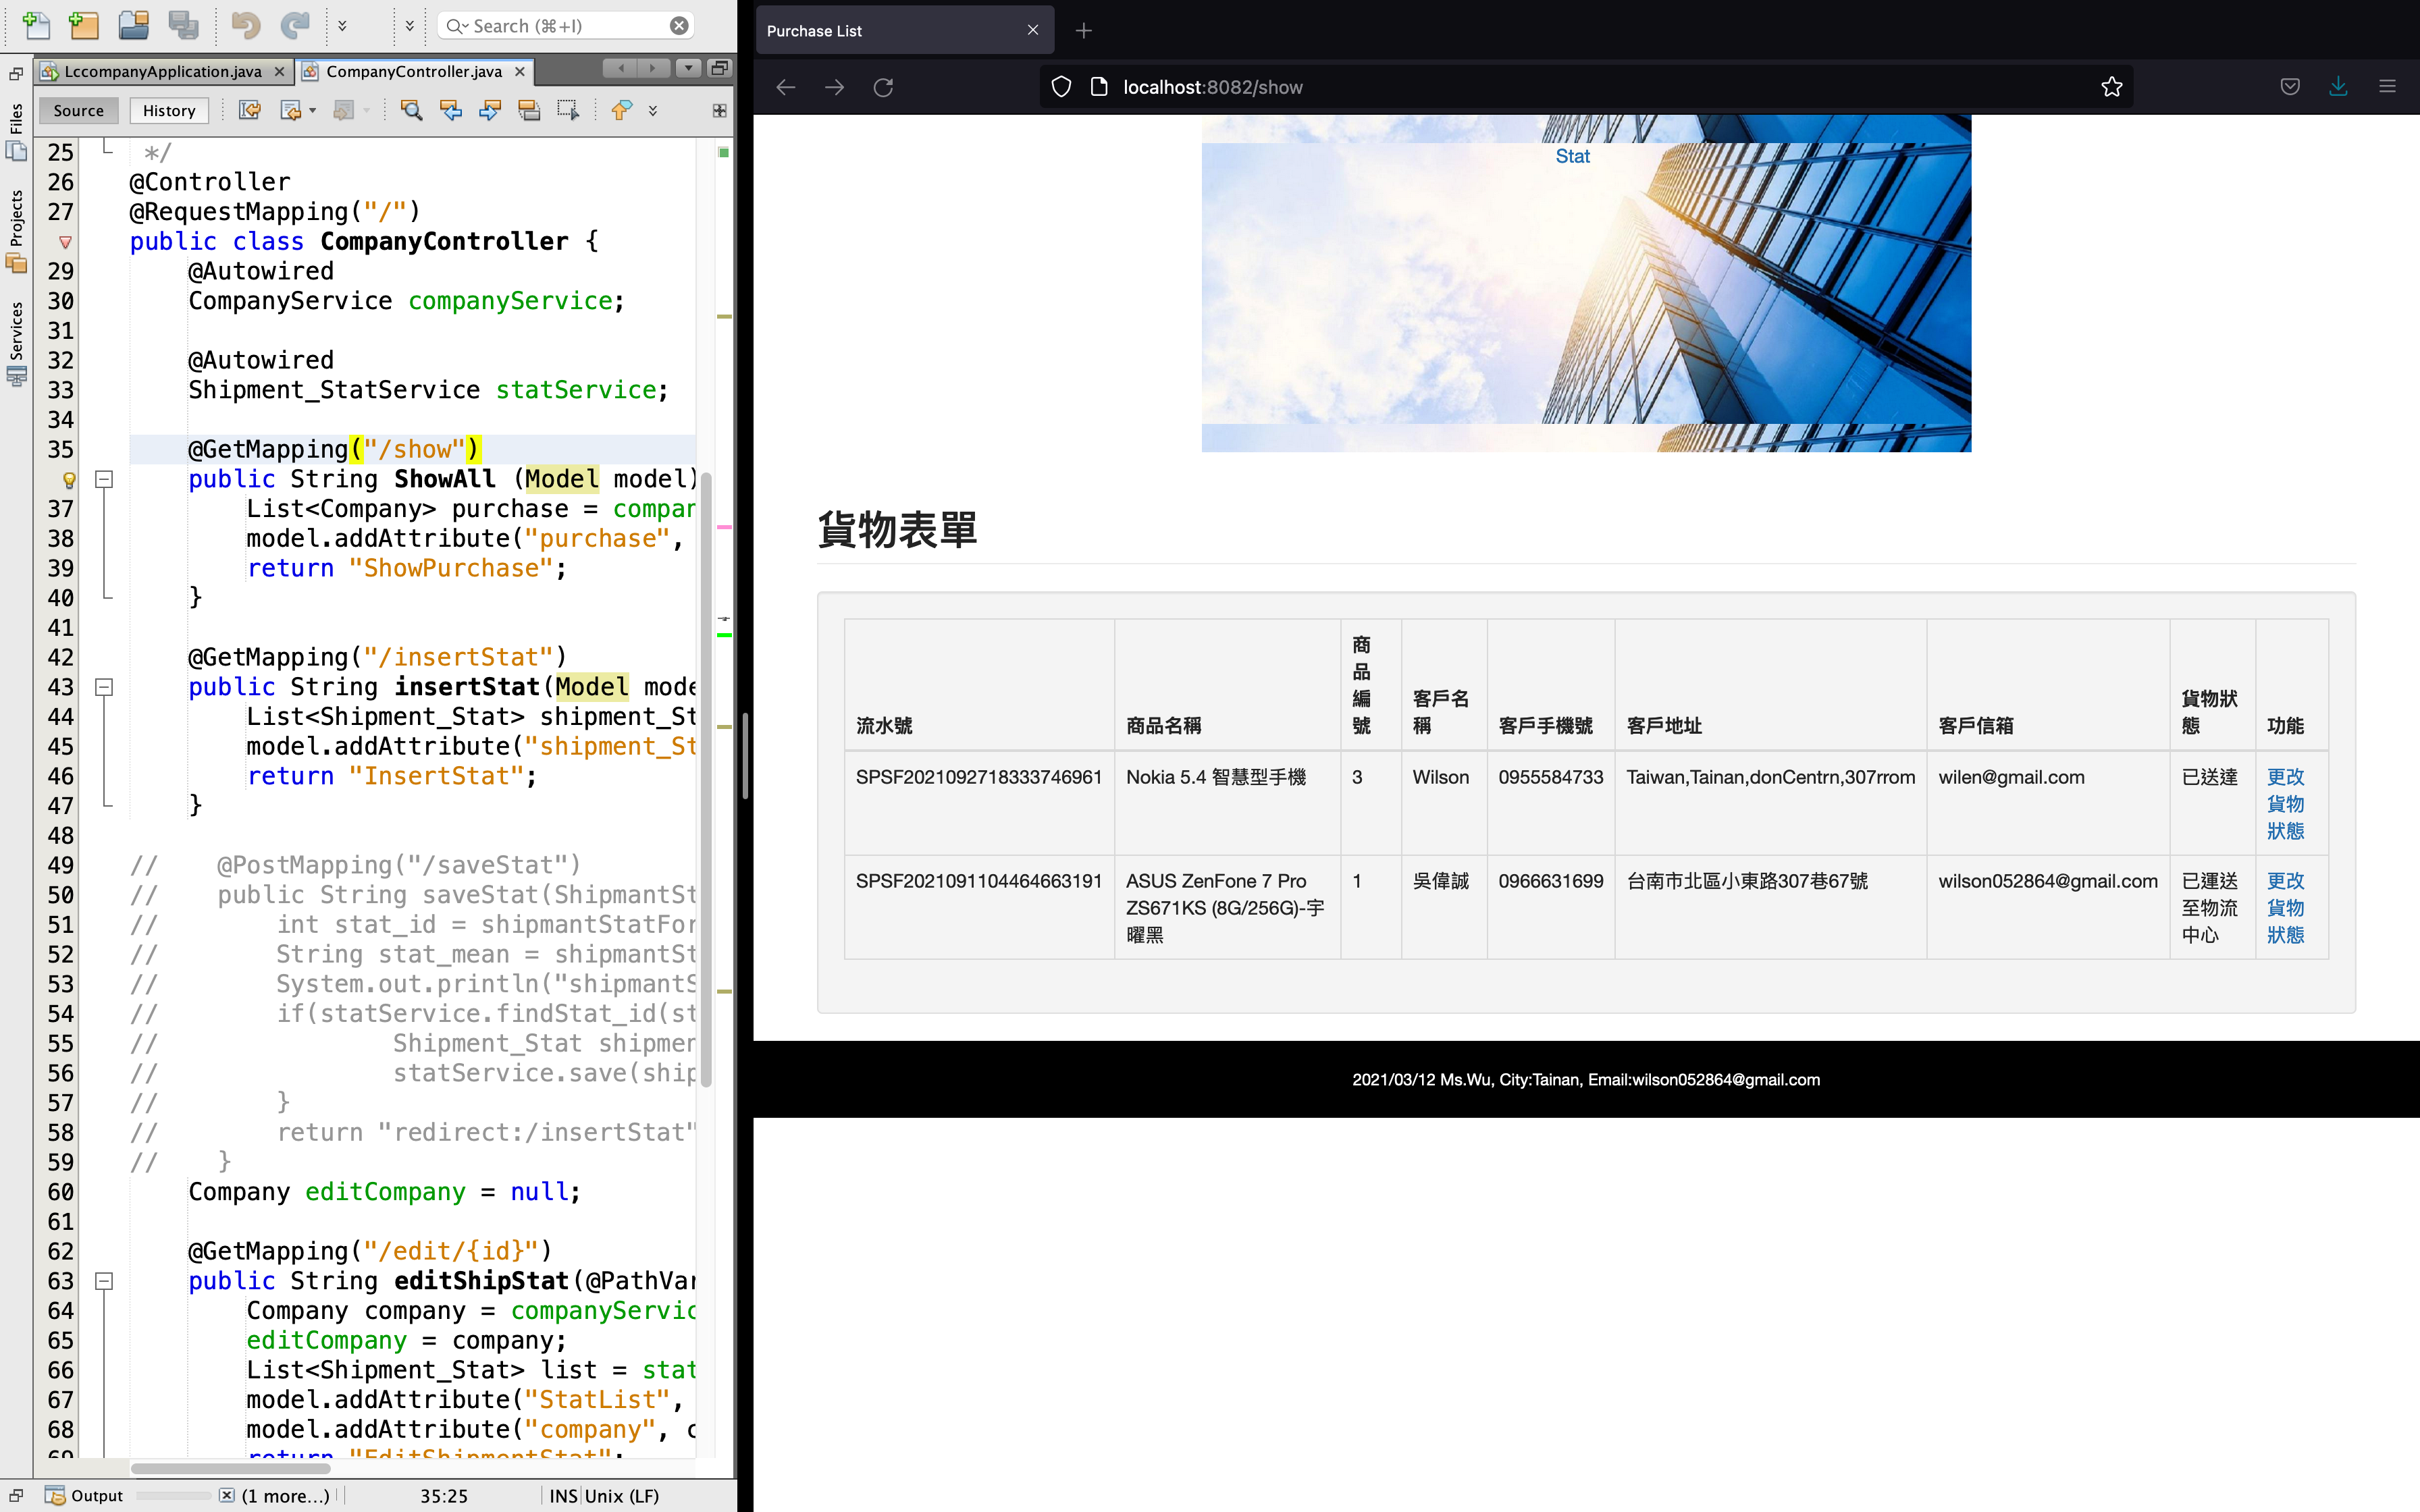 Search (⌘+I)
LccompanyApplication.java
CompanyController.java
Source
History
Files
Projects
Services
25 */
26 @Controller
27 @RequestMapping("/")
public class CompanyController {
29 @Autowired
30 CompanyService companyService;
31
32 @Autowired
33 Shipment_StatService statService;
34
35 @GetMapping("/show")
public String ShowAll (Model model)
37 List<Company> purchase = compan
38 model.addAttribute("purchase",
39 return "ShowPurchase";
40 }
41
42 @GetMapping("/insertStat")
43 public String insertStat(Model mode
44 List<Shipment_Stat> shipment_St
45 model.addAttribute("shipment_St
46 return "InsertStat";
47 }
48
49 // @PostMapping("/saveStat")
50 // public String saveStat(ShipmantSt
51 // int stat_id = shipmantStatFor
52 // String stat_mean = shipmantSt
53 // System.out.println("shipmantS
54 // if(statService.findStat_id(st
55 // Shipment_Stat shipmen
56 // statService.save(ship
57 // }
58 // return "redirect:/insertStat"
59 // }
60 Company editCompany = null;
61
62 @GetMapping("/edit/{id}")
63 public String editShipStat(@PathVar
64 Company company = companyServic
65 editCompany = company;
66 List<Shipment_Stat> list = stat
67 model.addAttribute("StatList",
68 model.addAttribute("company", c
69 return "EditShipmentStat";
Output
(1 more...)
35:25
INS
Unix (LF)
Purchase List
localhost:8082/show
Stat
貨物表單
流水號
商品名稱
商品編號
客戶名稱
客戶手機號
客戶地址
客戶信箱
貨物狀態
功能
SPSF2021092718333746961
Nokia 5.4 智慧型手機
3
Wilson
0955584733
Taiwan,Tainan,donCentrn,307rrom
wilen@gmail.com
已送達
更改
貨物
狀態
SPSF2021091104464663191
ASUS ZenFone 7 Pro
ZS671KS (8G/256G)-宇
曜黑
1
吳偉誠
0966631699
台南市北區小東路307巷67號
wilson052864@gmail.com
已運送
至物流
中心
更改
貨物
狀態
2021/03/12 Ms.Wu, City:Tainan, Email:wilson052864@gmail.com